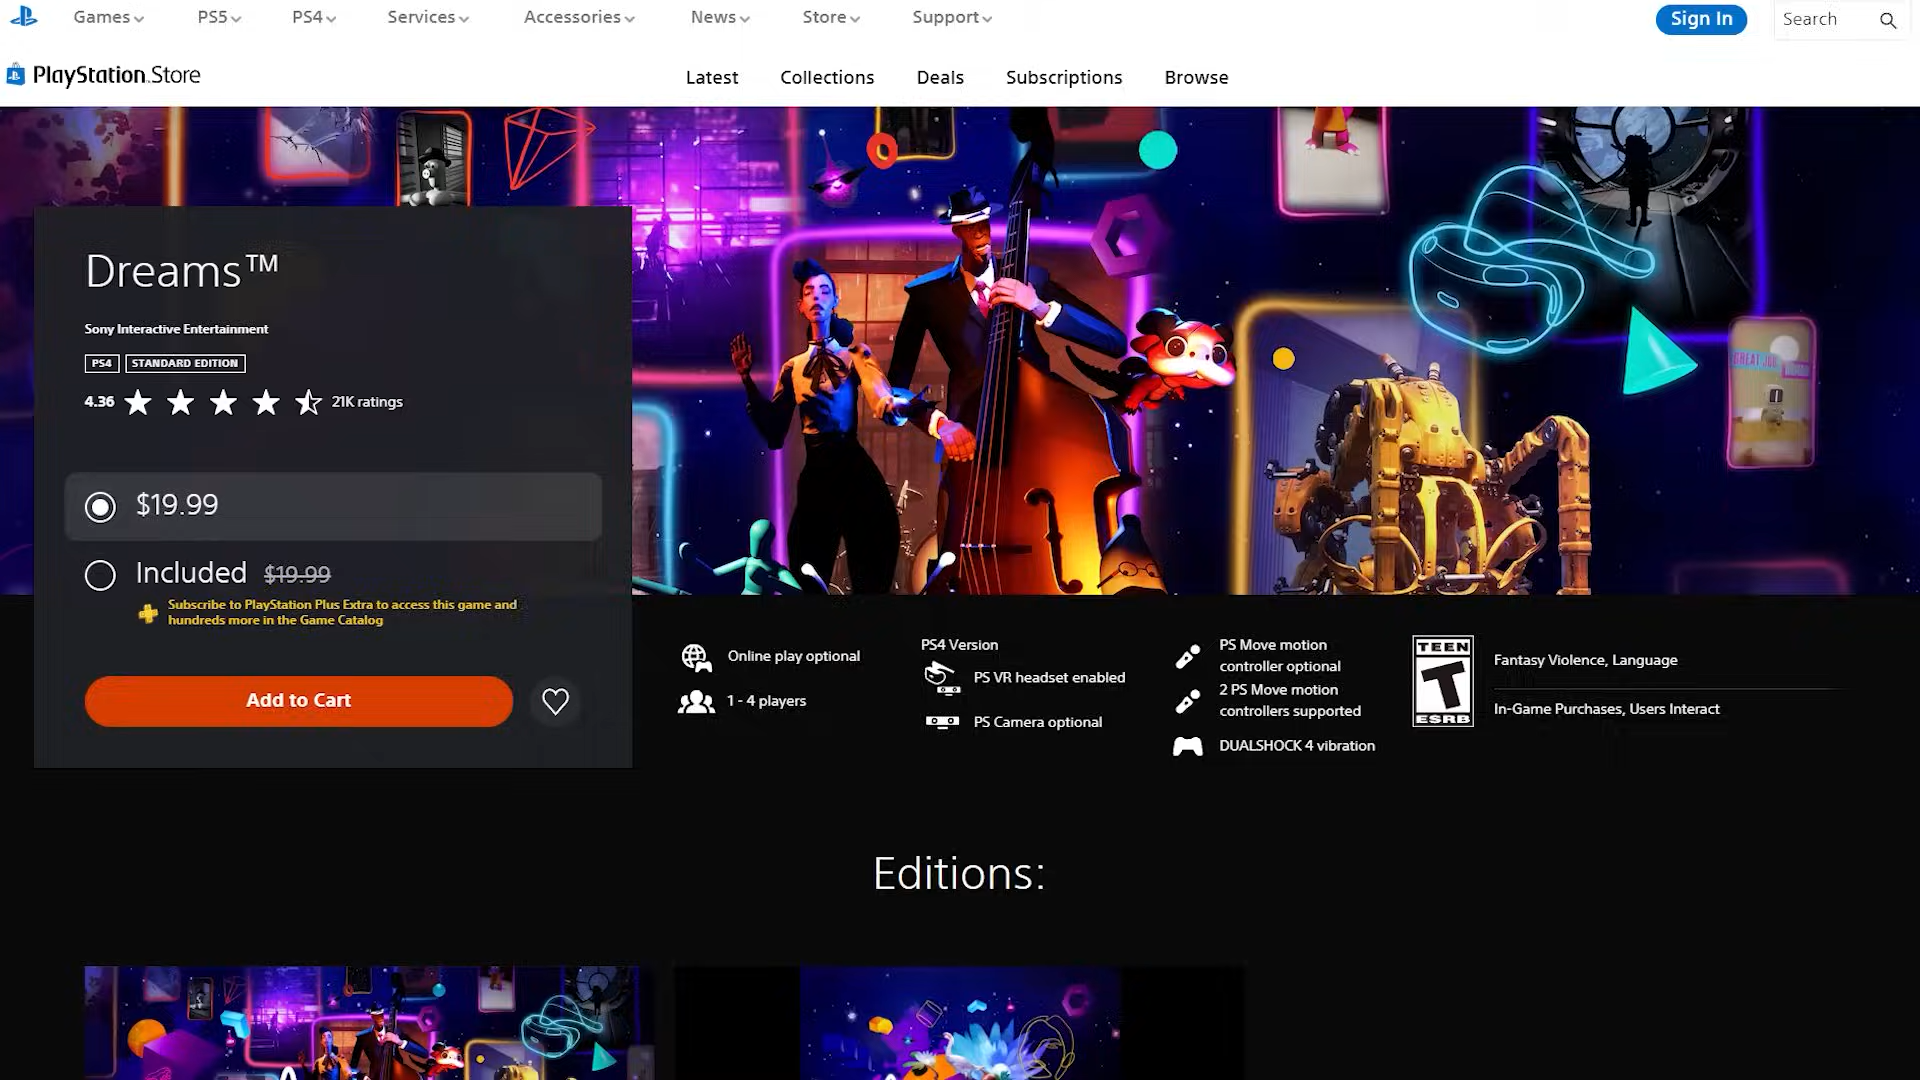 Games
PS5
PS4
Services
Accessories
News
Store
Support
Sign In
Search
PlayStation Store
Latest
Collections
Deals
Subscriptions
Browse
Dreams™
Sony Interactive Entertainment
PS4
STANDARD EDITION
4.36
21K ratings
$19.99
Included $19.99
Subscribe to PlayStation Plus Extra to access this game and
hundreds more in the Game Catalog
Add to Cart
Online play optional
1 - 4 players
PS4 Version
PS VR headset enabled
PS Camera optional
PS Move motion
controller optional
2 PS Move motion
controllers supported
DUALSHOCK 4 vibration
TEEN
T
ESRB
Fantasy Violence, Language
In-Game Purchases, Users Interact
GREAT JOB
Editions: